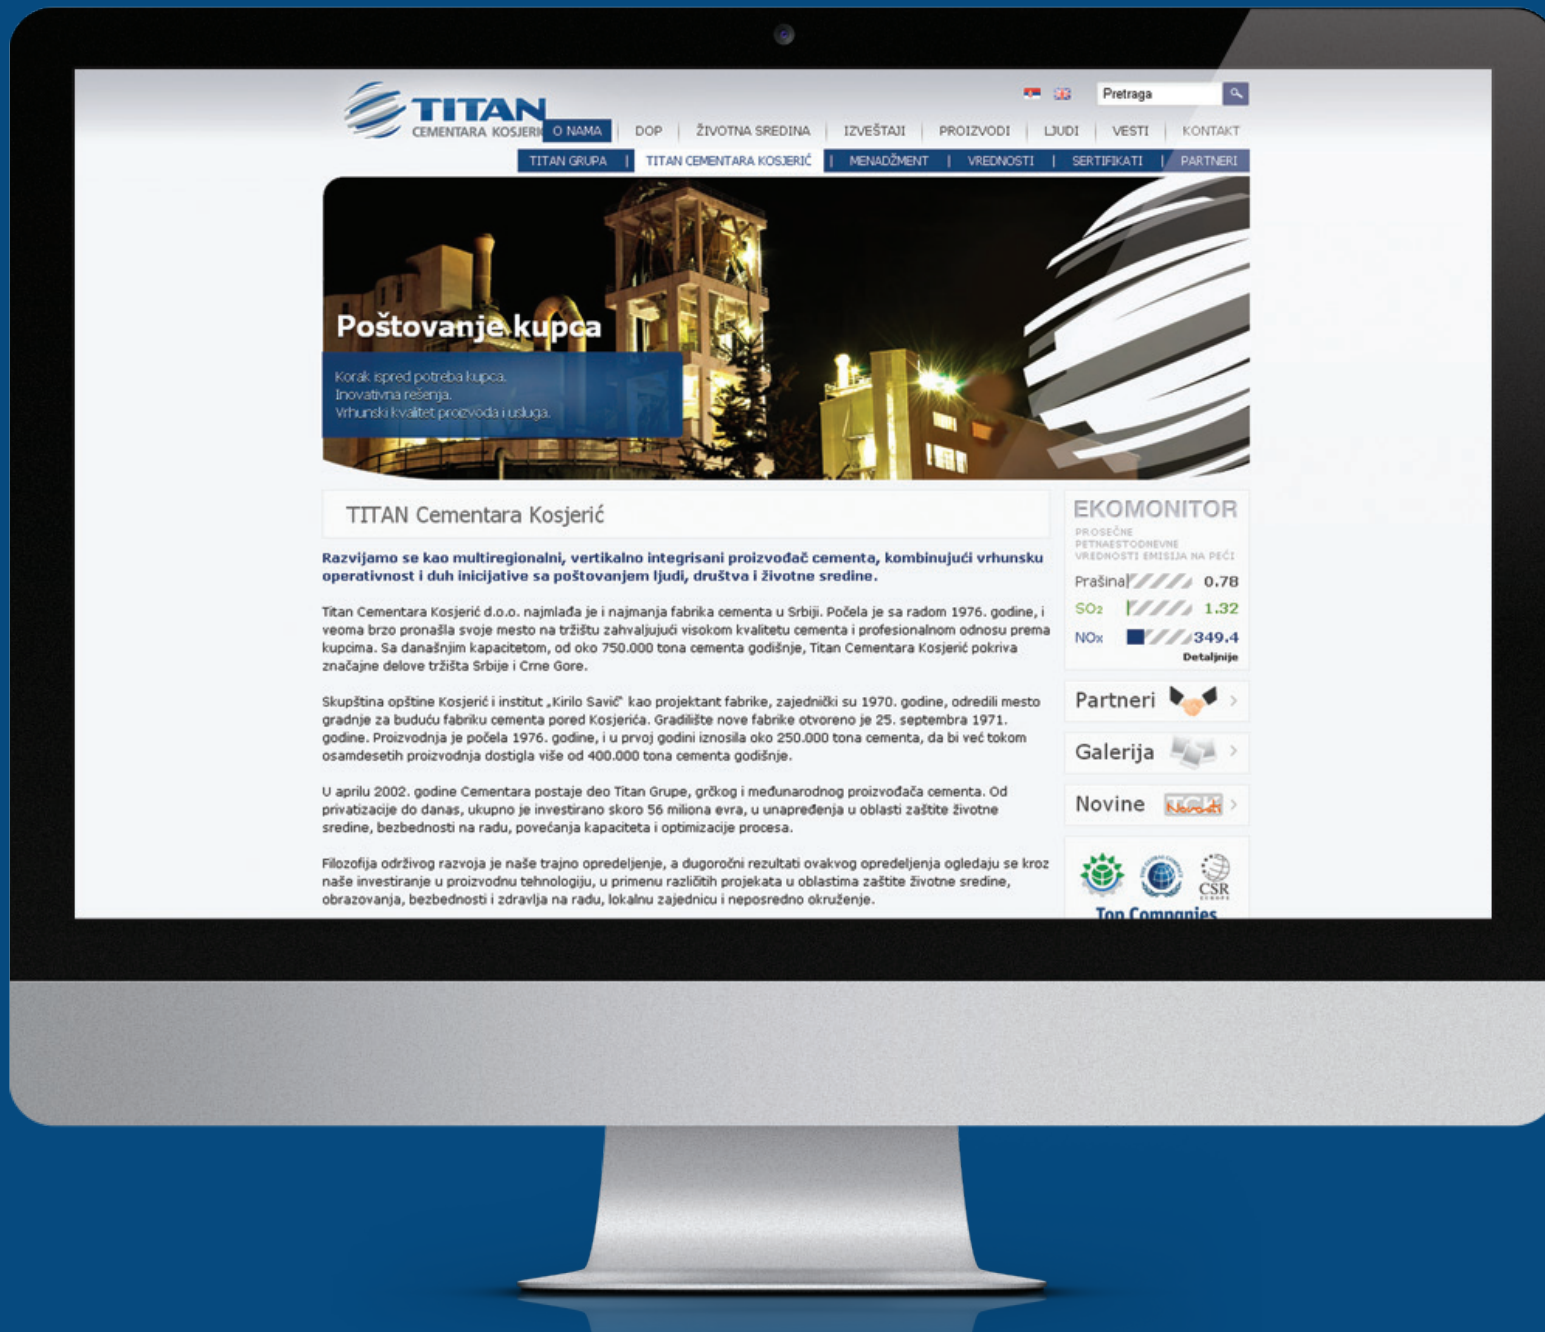 TITAN
CEMENTARA KOSJERIĆ
Pretraga
O NAMA
DOP
ŽIVOTNA SREDINA
IZVEŠTAJI
PROIZVODI
LJUDI
VESTI
KONTAKT
TITAN GRUPA
TITAN CEMENTARA KOSJERIĆ
MENADŽMENT
VREDNOSTI
SERTIFIKATI
PARTNERI
Poštovanje kupca
Korak ispred potreba kupca.
Inovativna rešenja.
Vrhunski kvalitet proizvoda i usluga.
TITAN Cementara Kosjerić
Razvijamo se kao multiregionalni, vertikalno integrisani proizvođač cementa, kombinujući vrhunsku
operativnost i duh inicijative sa poštovanjem ljudi, društva i životne sredine.
Titan Cementara Kosjerić d.o.o. najmlađa je i najmanja fabrika cementa u Srbiji. Počela je sa radom 1976. godine, i
veoma brzo pronašla svoje mesto na tržištu zahvaljujući visokom kvalitetu cementa i profesionalnom odnosu prema
kupcima. Sa današnjim kapacitetom, od oko 750.000 tona cementa godišnje, Titan Cementara Kosjerić pokriva
značajne delove tržišta Srbije i Crne Gore.
Skupština opštine Kosjerić i institut „Kirilo Savić“ kao projektant fabrike, zajednički su 1970. godine, odredili mesto
gradnje za buduću fabriku cementa pored Kosjerića. Gradilište nove fabrike otvoreno je 25. septembra 1971.
godine. Proizvodnja je počela 1976. godine, i u prvoj godini iznosila oko 250.000 tona cementa, da bi već tokom
osamdesetih proizvodnja dostigla više od 400.000 tona cementa godišnje.
U aprilu 2002. godine Cementara postaje deo Titan Grupe, grčkog i međunarodnog proizvođača cementa. Od
privatizacije do danas, ukupno je investirano skoro 56 miliona evra, u unapređenja u oblasti zaštite životne
sredine, bezbednosti na radu, povećanja kapaciteta i optimizacije procesa.
Filozofija održivog razvoja je naše trajno opredeljenje, a dugoročni rezultati ovakvog opredeljenja ogledaju se kroz
naše investiranje u proizvodnu tehnologiju, u primenu različitih projekata u oblastima zaštite životne sredine,
obrazovanja, bezbednosti i zdravlja na radu, lokalnu zajednicu i neposredno okruženje.
EKOMONITOR
PROSEČNE
PETNAESTODNEVNE
VREDNOSTI EMISIJA NA PEĆI
Prašina 0.78
SO₂ 1.32
NOx 349.4
Detaljnije
Partneri
Galerija
Novine
TCK
Novosti
THE GLOBAL COMPACT
CSR
EUROPE
Top Companies